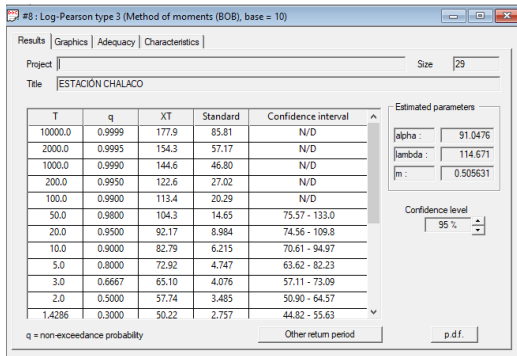 #8 : Log-Pearson type 3 (Method of moments (BOB), base = 10)
Results Graphics Adequacy Characteristics
Project Size 29
Title ESTACIÓN CHALACO
T q XT Standard Confidence interval
10000.0 0.9999 177.9 85.81 N/D
2000.0 0.9995 154.3 57.17 N/D
1000.0 0.9990 144.6 46.80 N/D
200.0 0.9950 122.6 27.02 N/D
100.0 0.9900 113.4 20.29 N/D
50.0 0.9800 104.3 14.65 75.57 - 133.0
20.0 0.9500 92.17 8.984 74.56 - 109.8
10.0 0.9000 82.79 6.215 70.61 - 94.97
5.0 0.8000 72.92 4.747 63.62 - 82.23
3.0 0.6667 65.10 4.076 57.11 - 73.09
2.0 0.5000 57.74 3.485 50.90 - 64.57
1.4286 0.3000 50.22 2.757 44.82 - 55.63
Estimated parameters
alpha : 91.0476
lambda : 114.671
m : 0.505631
Confidence level
95 %
q = non-exceedance probability
Other return period
p.d.f.